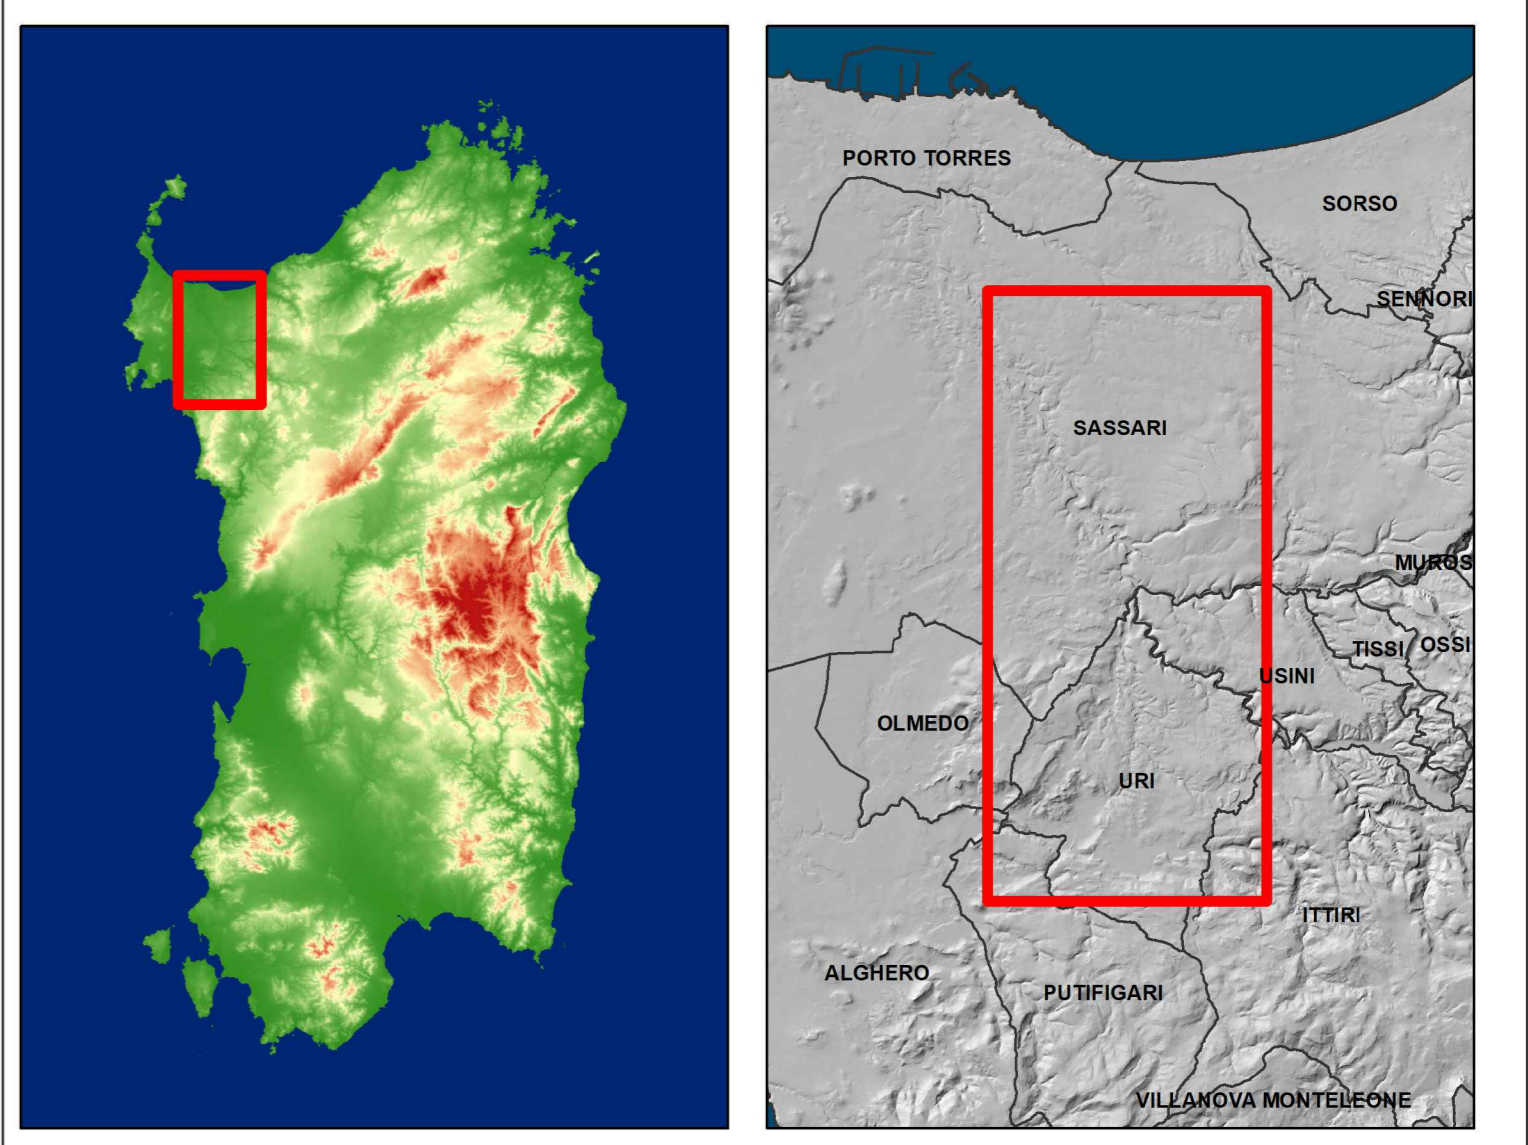 PORTO TORRES
SORSO
SENNORI
SASSARI
MUROS
TISSI
OSSI
USINI
OLMEDO
URI
ITTIRI
ALGHERO
PUTIFIGARI
VILLANOVA MONTELEONE